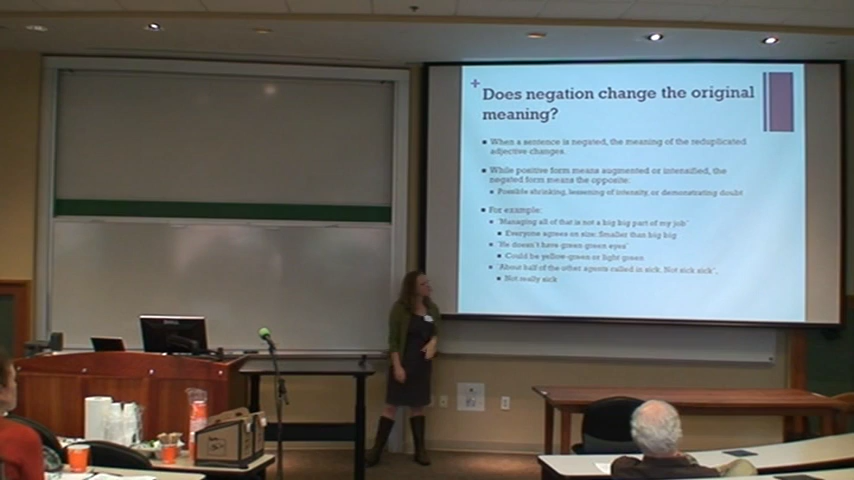 Does negation change the original
meaning?
When a sentence is negated, the meaning of the reduplicated
adjective changes.
While positive form means augmented or intensified, the
negated form means the opposite:
Possible shrinking, lessening of intensity, or demonstrating doubt
For example:
"Managing all of that is not a big big part of my job"
Everyone agrees on size: Smaller than big big
"He doesn't have green green eyes"
Could be yellow-green or light green
"About half of the other agents called in sick. Not sick sick".
Not really sick